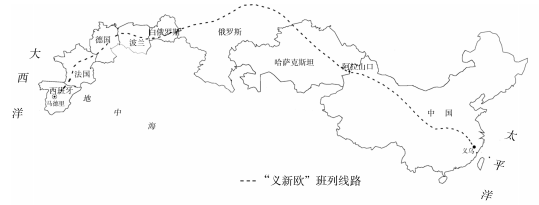 大
西
洋
德国
波兰
白俄罗斯
俄罗斯
法国
西班牙
马德里
地
中
海
哈萨克斯坦
阿拉山口
中 国
义乌
太
平
洋
“义新欧”班列线路